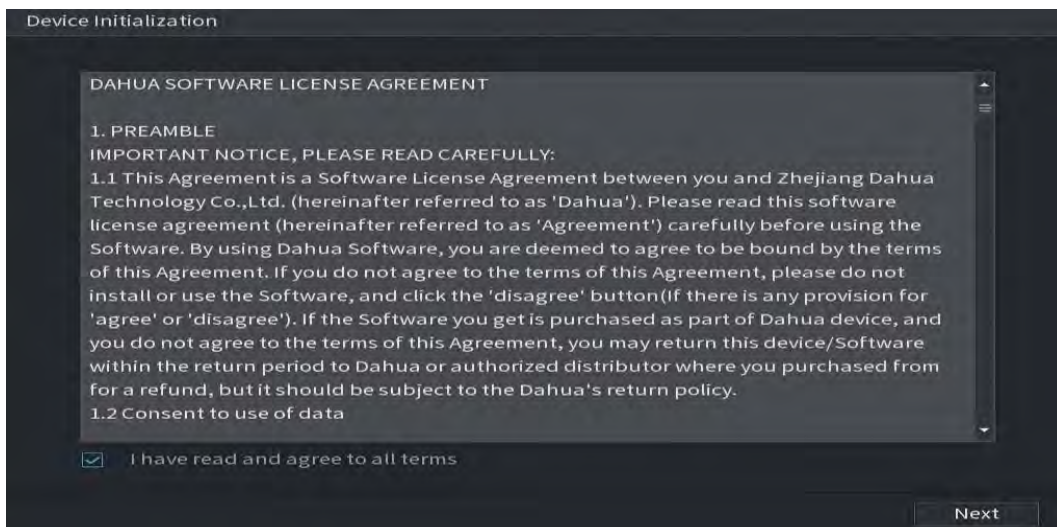 Device Initialization
DAHUA SOFTWARE LICENSE AGREEMENT
1. PREAMBLE
IMPORTANT NOTICE, PLEASE READ CAREFULLY:
1.1 This Agreement is a Software License Agreement between you and Zhejiang Dahua
Technology Co.,Ltd. (hereinafter referred to as 'Dahua'). Please read this software
license agreement (hereinafter referred to as 'Agreement') carefully before using the
Software. By using Dahua Software, you are deemed to agree to be bound by the terms
of this Agreement. If you do not agree to the terms of this Agreement, please do not
install or use the Software, and click the 'disagree' button(If there is any provision for
'agree' or 'disagree'). If the Software you get is purchased as part of Dahua device, and
you do not agree to the terms of this Agreement, you may return this device/Software
within the return period to Dahua or authorized distributor where you purchased from
for a refund, but it should be subject to the Dahua's return policy.
1.2 Consent to use of data
I have read and agree to all terms
Next